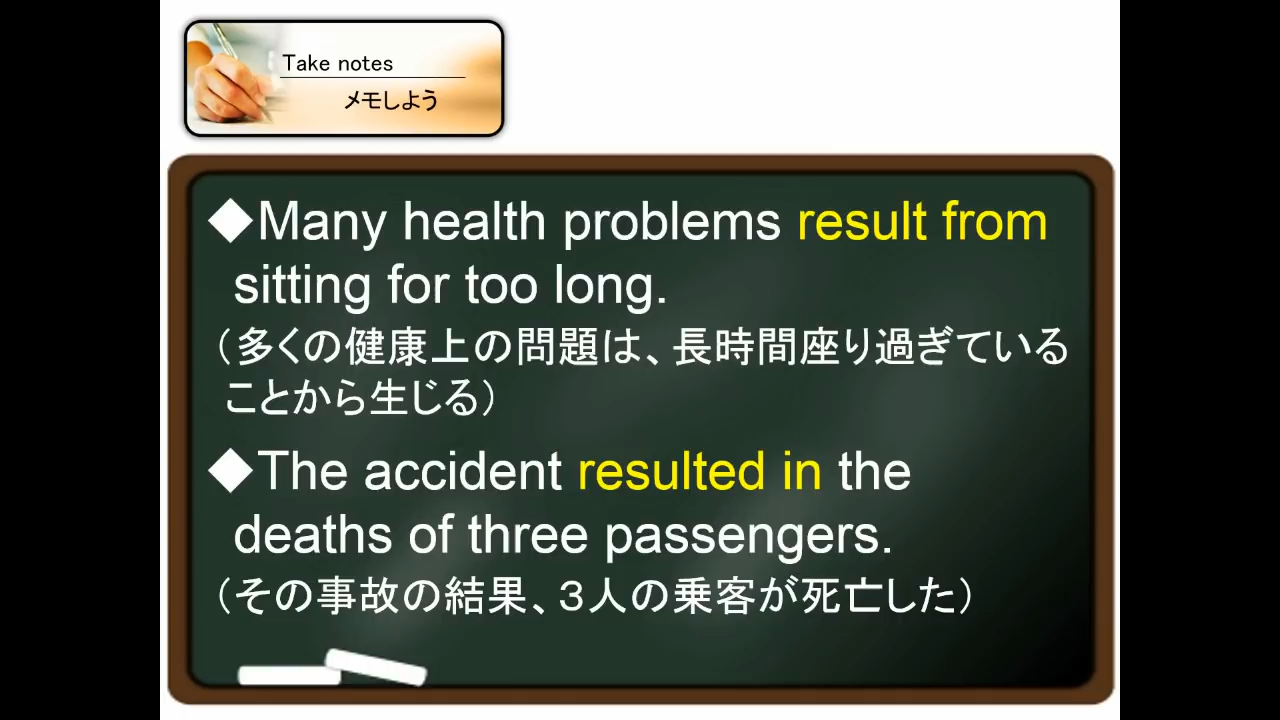 Take notes
メモしよう
◆Many health problems result from
sitting for too long.
（多くの健康上の問題は、長時間座り過ぎている
ことから生じる）
◆The accident resulted in the
deaths of three passengers.
（その事故の結果、３人の乗客が死亡した）